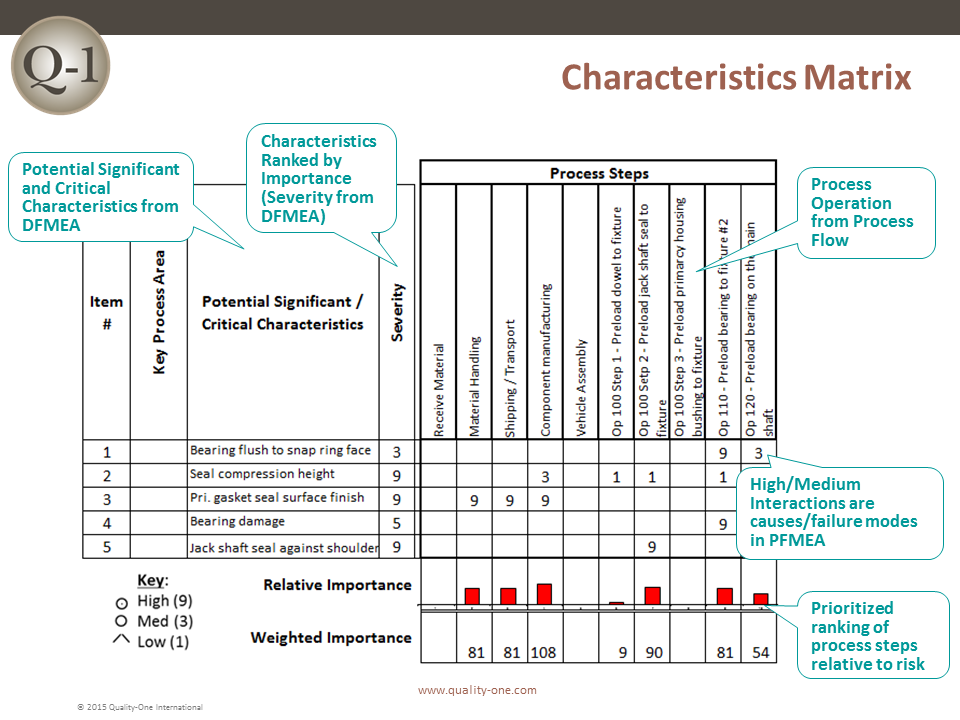 Q-1
Characteristics Matrix
Potential Significant
and Critical
Characteristics from
DFMEA
Characteristics
Ranked by
Importance
(Severity from
DFMEA)
Process
Operation
from Process
Flow
Process Steps
Item
#
Key Process Area
Potential Significant /
Critical Characteristics
Severity
Receive Material
Material Handling
Shipping / Transport
Component manufacturing
Vehicle Assembly
Op 100 Step 1 - Preload dowel to fixture
Op 100 Setp 2 - Preload jack shaft seal to
fixture
Op 100 Step 3 - Preload primarcy housing
bushing to fixture
Op 110 - Preload bearing to fixture #2
Op 120 - Preload bearing on the main
shaft
1 Bearing flush to snap ring face 3 9 3
2 Seal compression height 9 3 1 1 1
3 Pri. gasket seal surface finish 9 9 9 9
4 Bearing damage 5 9
5 Jack shaft seal against shoulder 9 9
High/Medium
Interactions are
causes/failure modes
in PFMEA
Key:
High (9)
Med (3)
Low (1)
Relative Importance
Weighted Importance
81 81 108 9 90 81 54
Prioritized
ranking of
process steps
relative to risk
www.quality-one.com
© 2015 Quality-One International